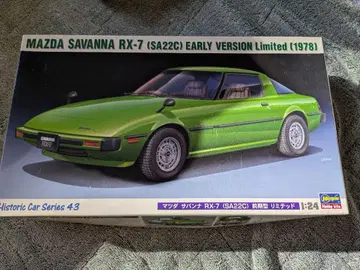 MAZDA SAVANNA RX-7 (SA22C) EARLY VERSION Limited (1978)
Historic Car Series 43
マツダ サバンナ RX-7 (SA22C) 前期型 リミテッド
1:24
Hasegawa